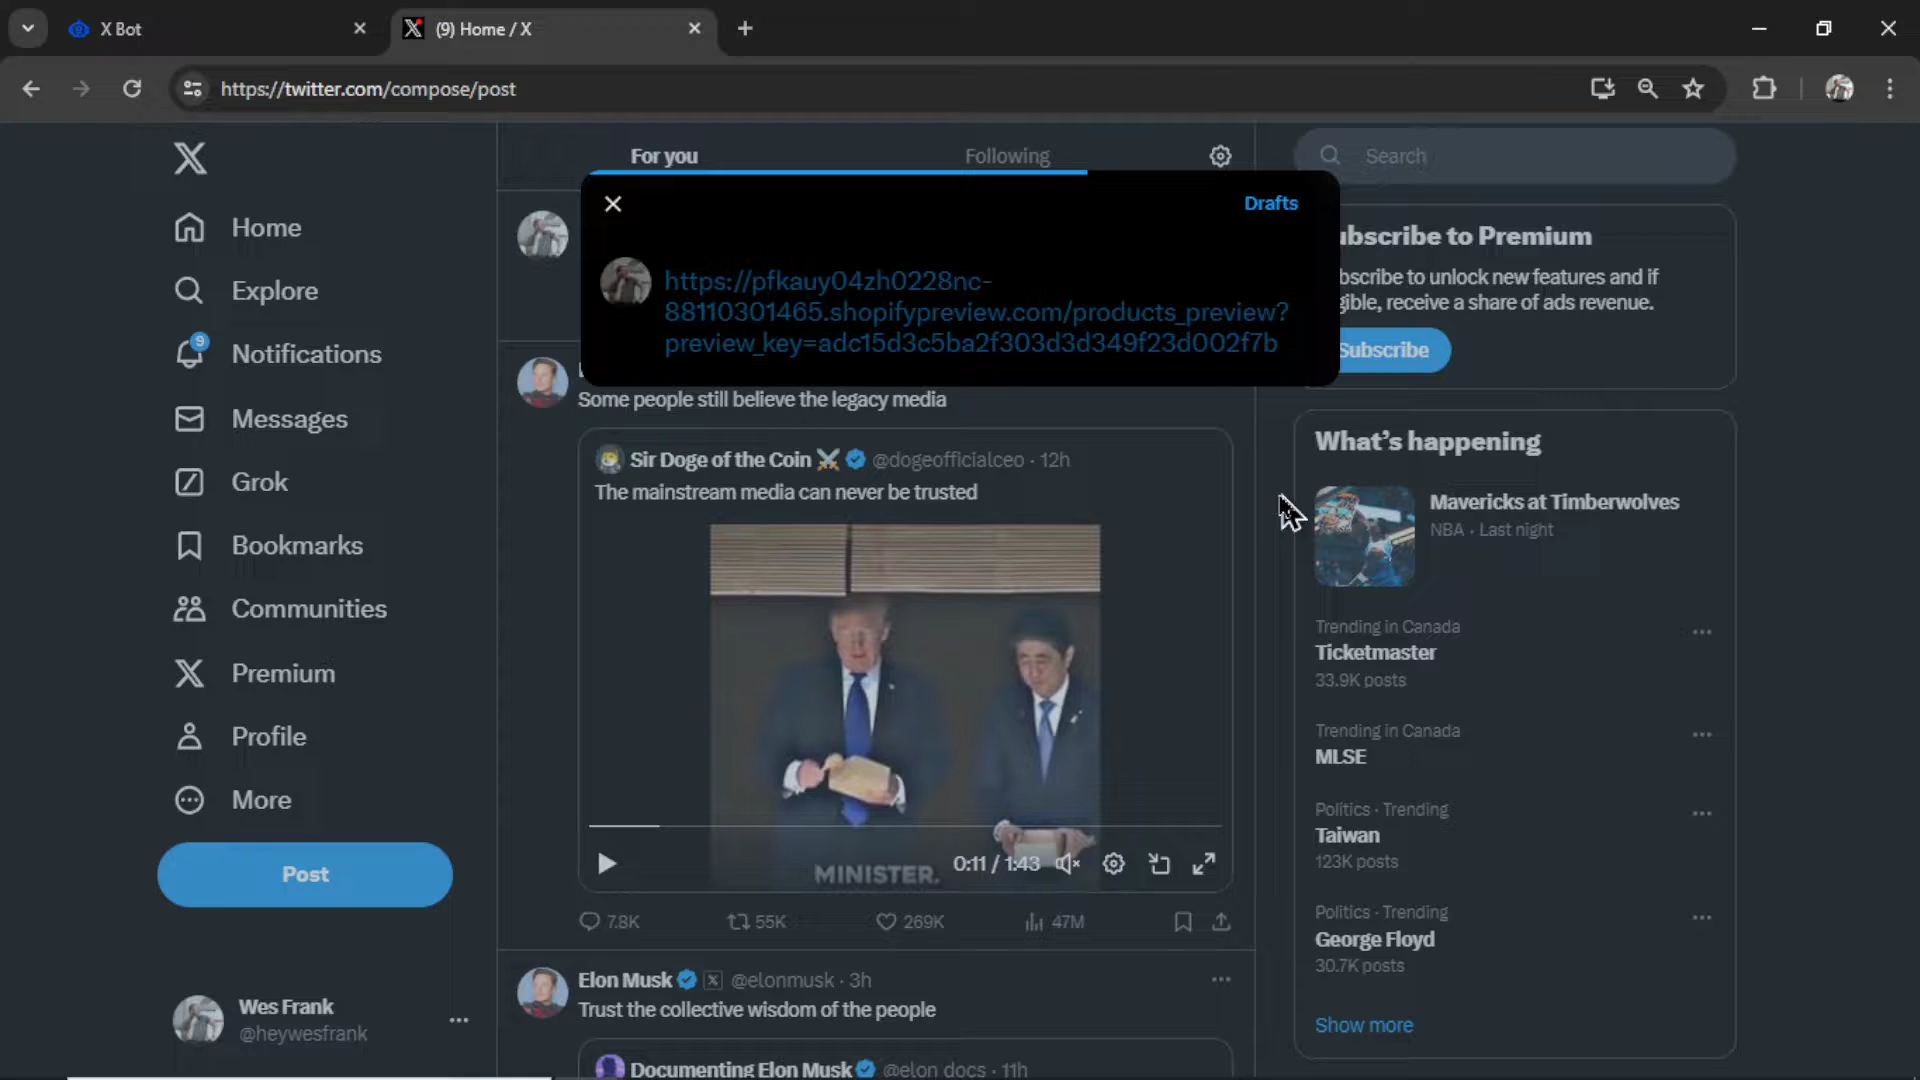 X Bot
(9) Home / X
https://twitter.com/compose/post
For you
Following
Search
Home
Explore
9
Notifications
Messages
Grok
Bookmarks
Communities
Premium
Profile
More
Post
Wes Frank
@heywesfrank
Drafts
https://pfkauy04zh0228nc-
88110301465.shopifypreview.com/products_preview?
preview_key=adc15d3c5ba2f303d3d349f23d002f7b
Some people still believe the legacy media
Sir Doge of the Coin ⚔️ @dogeofficialceo · 12h
The mainstream media can never be trusted
MINISTER.
0:11 / 1:43
7.8K
55K
269K
47M
Elon Musk @elonmusk · 3h
Trust the collective wisdom of the people
Documenting Elon Musk @elon docs · 11h
ubscribe to Premium
bscribe to unlock new features and if
gible, receive a share of ads revenue.
Subscribe
What's happening
Mavericks at Timberwolves
NBA · Last night
Trending in Canada
Ticketmaster
33.9K posts
Trending in Canada
MLSE
Politics · Trending
Taiwan
123K posts
Politics · Trending
George Floyd
30.7K posts
Show more